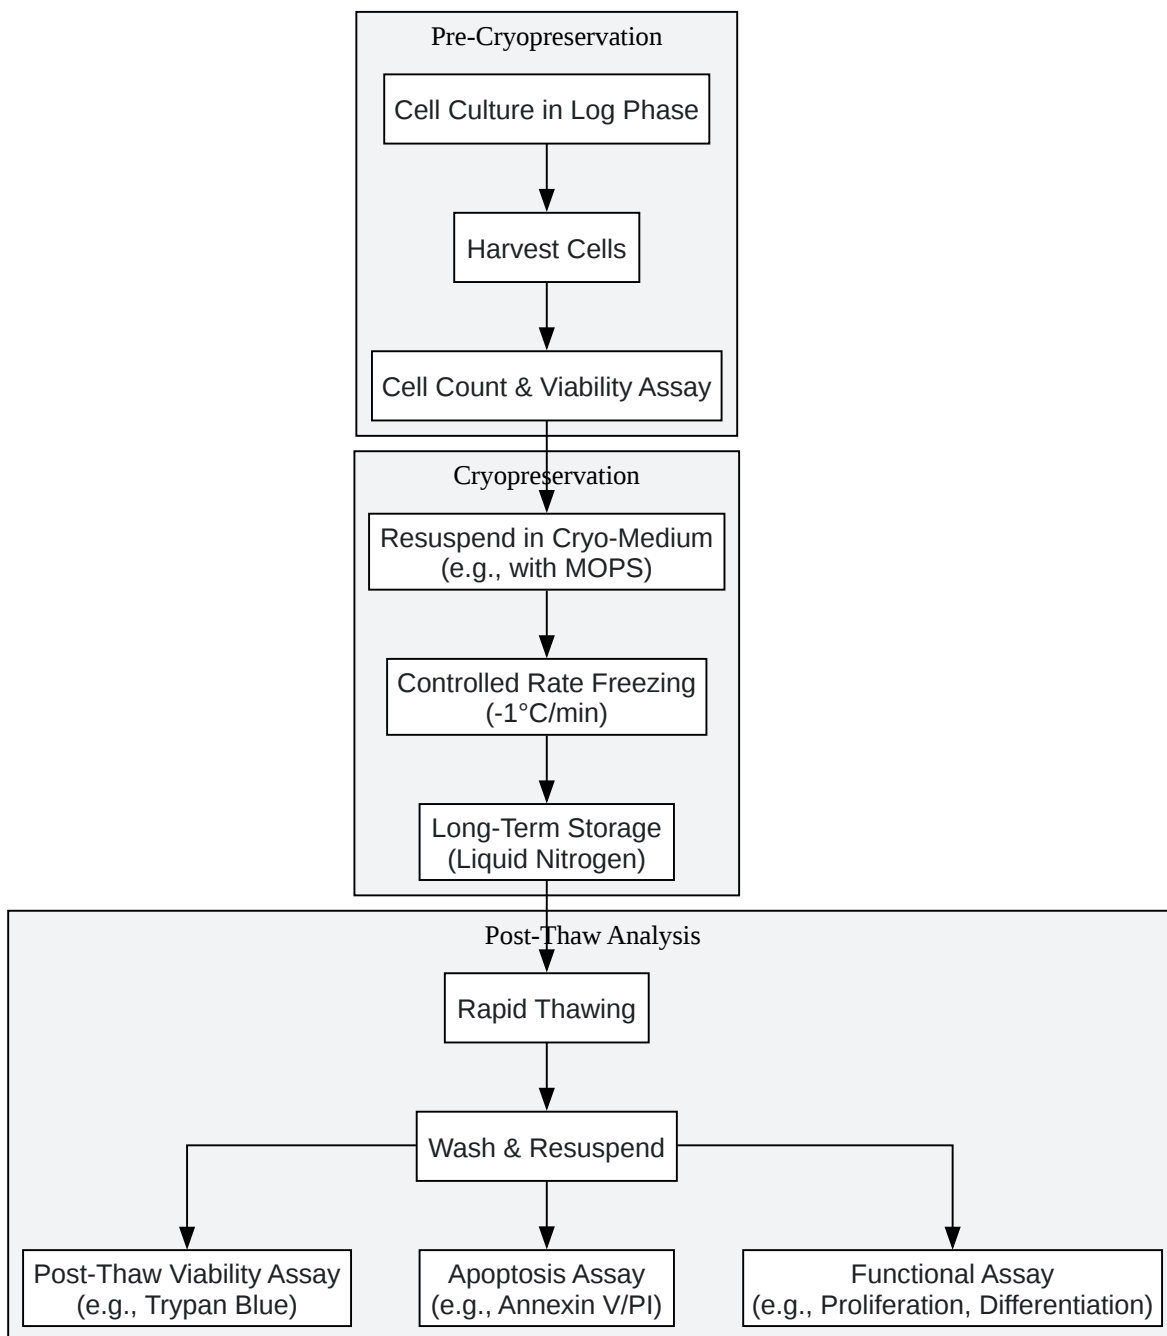 Pre-Cryopreservation
Cell Culture in Log Phase
Harvest Cells
Cell Count & Viability Assay
Cryopreservation
Resuspend in Cryo-Medium
(e.g., with MOPS)
Controlled Rate Freezing
(-1°C/min)
Long-Term Storage
(Liquid Nitrogen)
Post-Thaw Analysis
Rapid Thawing
Wash & Resuspend
Post-Thaw Viability Assay
(e.g., Trypan Blue)
Apoptosis Assay
(e.g., Annexin V/PI)
Functional Assay
(e.g., Proliferation, Differentiation)